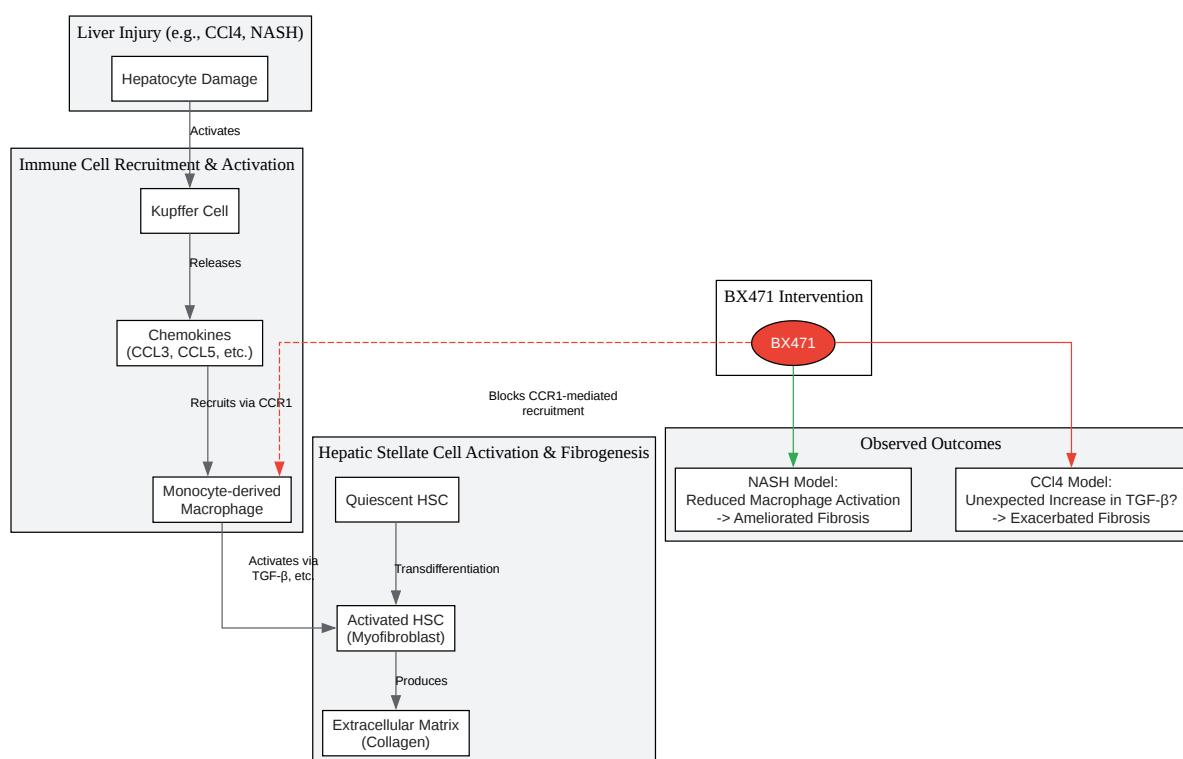 Liver Injury (e.g., CCl4, NASH)
Hepatocyte Damage
Activates
Immune Cell Recruitment & Activation
Kupffer Cell
Releases
Chemokines
(CCL3, CCL5, etc.)
Recruits via CCR1
Monocyte-derived
Macrophage
Activates via
TGF-β, etc.
BX471 Intervention
BX471
Blocks CCR1-mediated
recruitment
Hepatic Stellate Cell Activation & Fibrogenesis
Quiescent HSC
Transdifferentiation
Activated HSC
(Myofibroblast)
Produces
Extracellular Matrix
(Collagen)
Observed Outcomes
NASH Model:
Reduced Macrophage Activation
-> Ameliorated Fibrosis
CCl4 Model:
Unexpected Increase in TGF-β?
-> Exacerbated Fibrosis